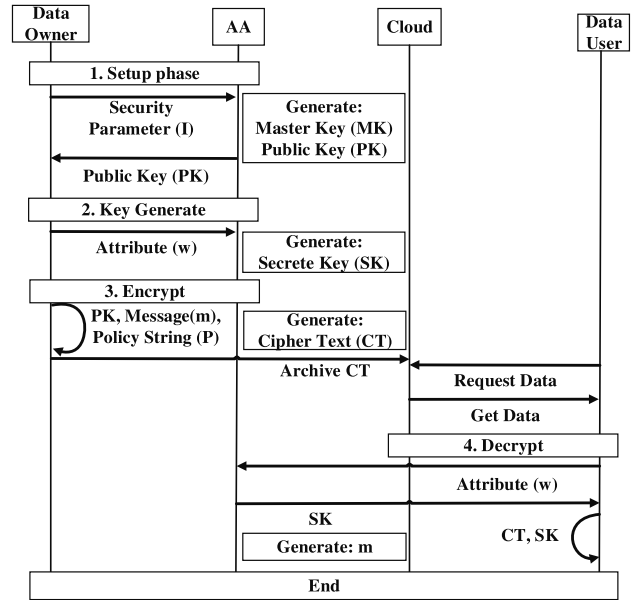 Data
Owner
AA
Cloud
Data
User
1. Setup phase
Security
Parameter (I)
Generate:
Master Key (MK)
Public Key (PK)
Public Key (PK)
2. Key Generate
Attribute (w)
Generate:
Secrete Key (SK)
3. Encrypt
PK, Message(m),
Policy String (P)
Generate:
Cipher Text (CT)
Archive CT
Request Data
Get Data
4. Decrypt
Attribute (w)
SK
CT, SK
Generate: m
End